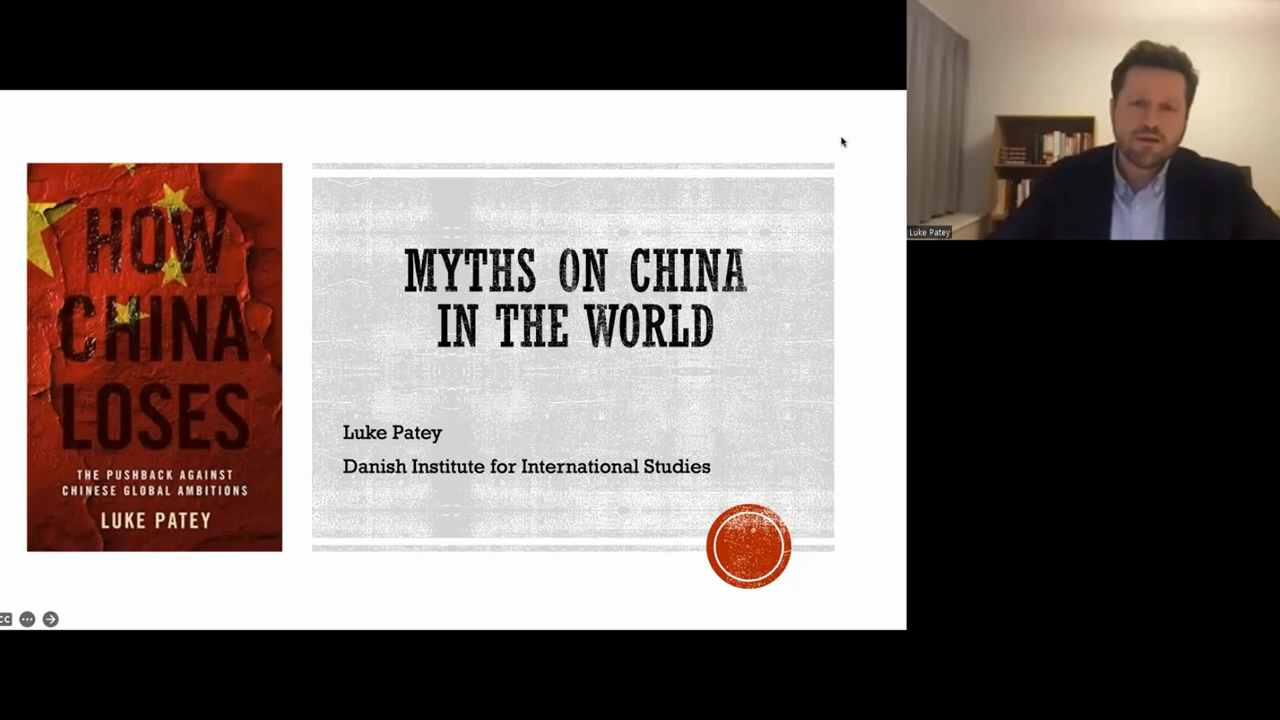 HOW
CHINA
LOSES
THE PUSHBACK AGAINST
CHINESE GLOBAL AMBITIONS
LUKE PATEY
MYTHS ON CHINA
IN THE WORLD
Luke Patey
Danish Institute for International Studies
Luke Patey
CC